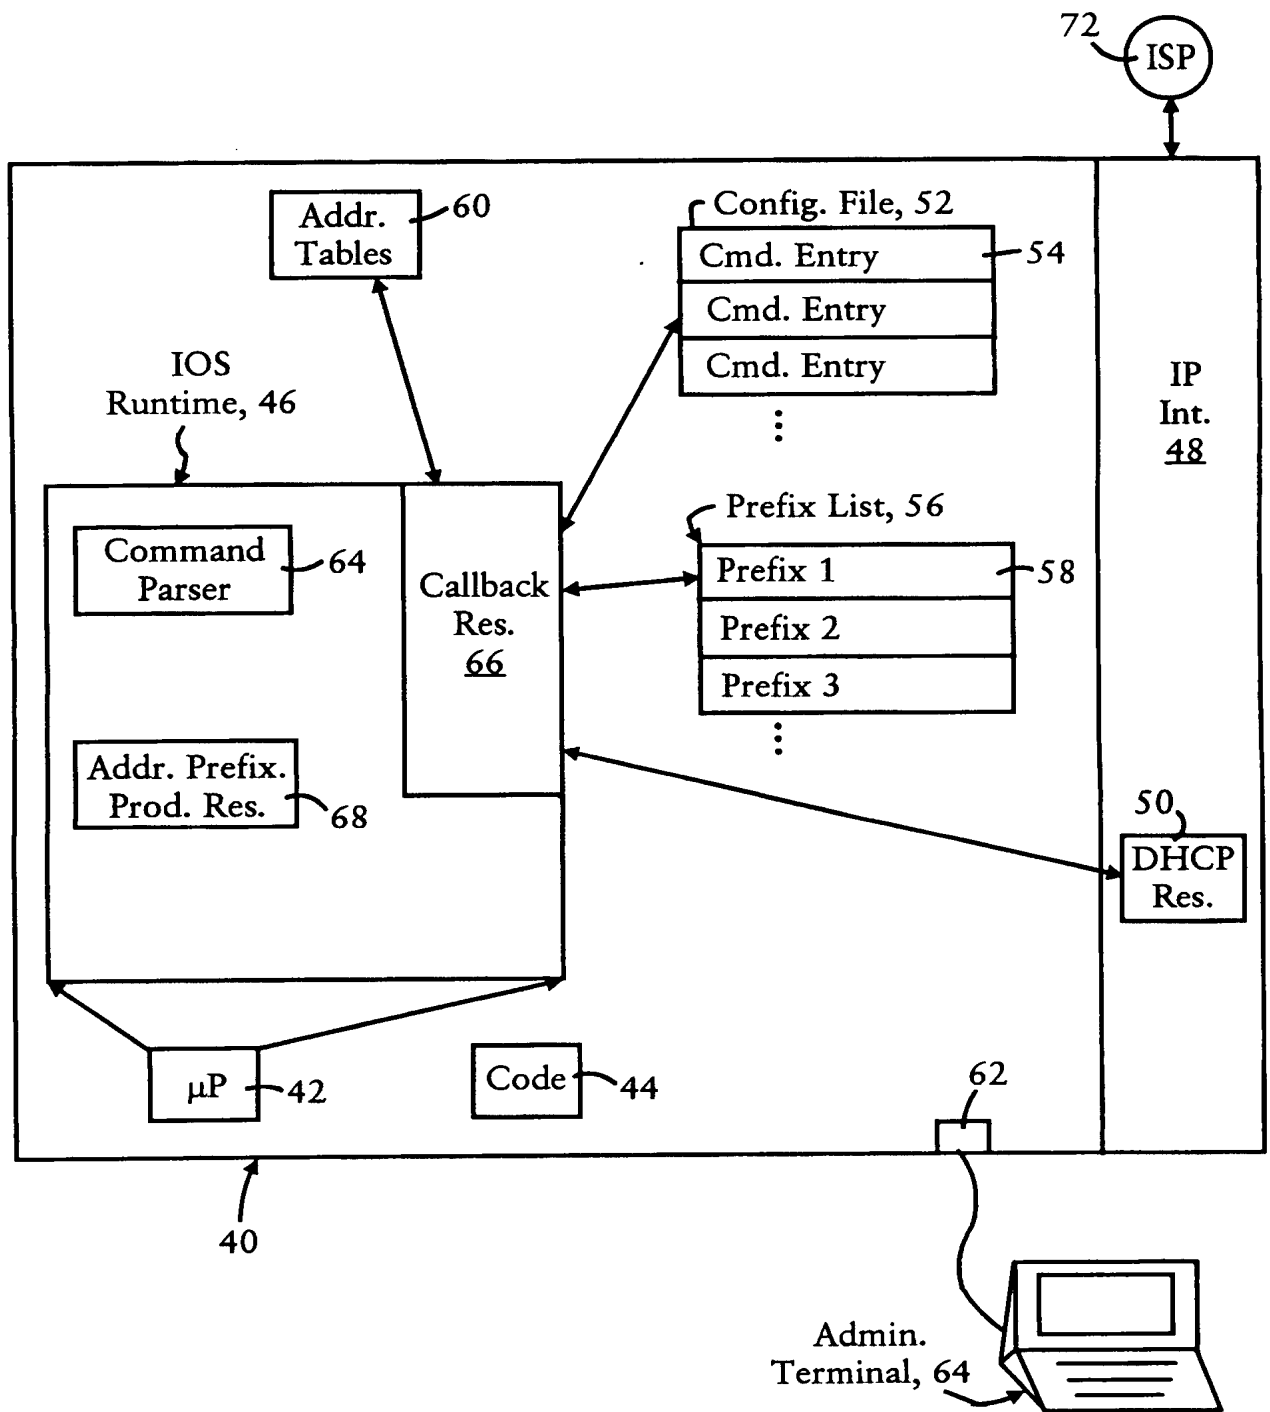 72
ISP
Addr.
Tables
60
Config. File, 52
Cmd. Entry
54
Cmd. Entry
Cmd. Entry
IOS
Runtime, 46
IP
Int.
48
Prefix List, 56
Command
Parser
64
Callback
Res.
66
Prefix 1
58
Prefix 2
Prefix 3
Addr. Prefix.
Prod. Res.
68
50
DHCP
Res.
µP
42
Code
44
62
40
Admin.
Terminal, 64